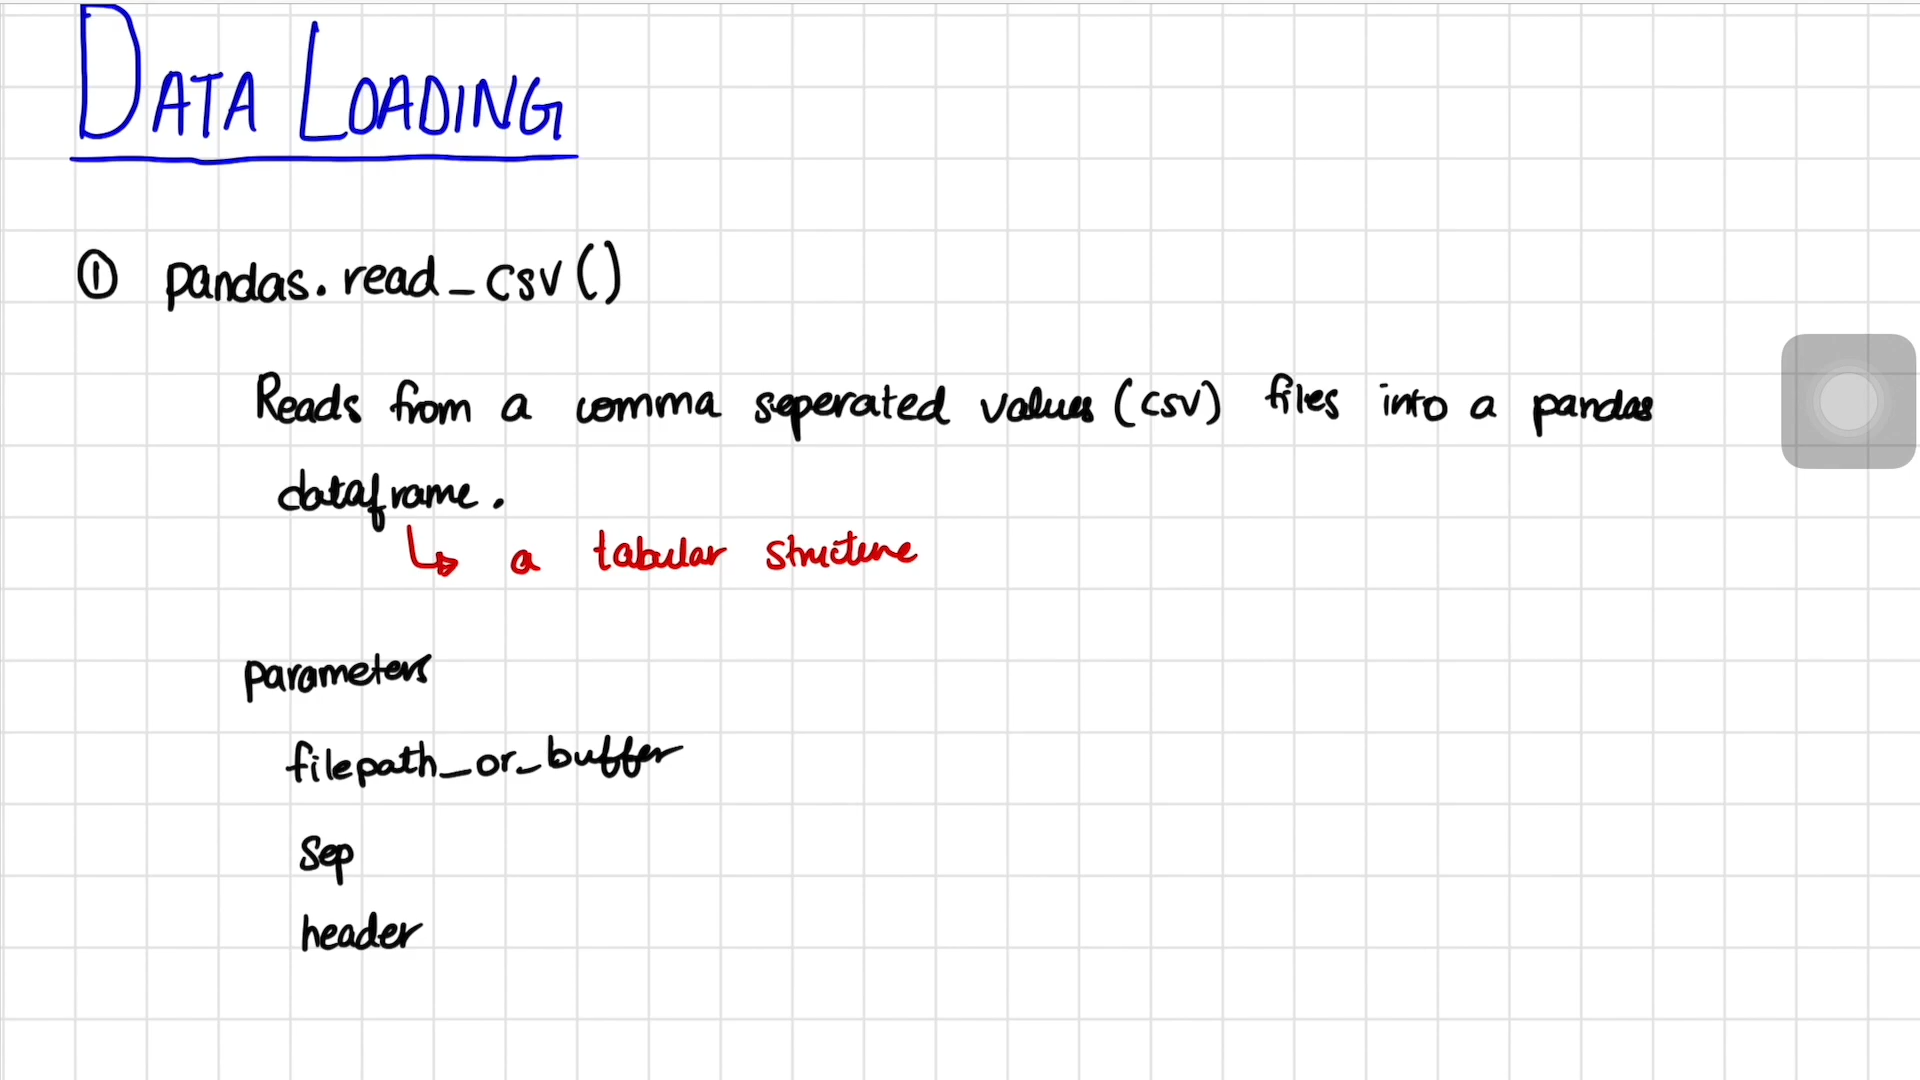 DATA LOADING
① pandas.read_csv()
Reads from a comma seperated values (csv) files into a pandas
dataframe.
↳ a tabular structure
parameters
filepath_or_buffer
sep
header